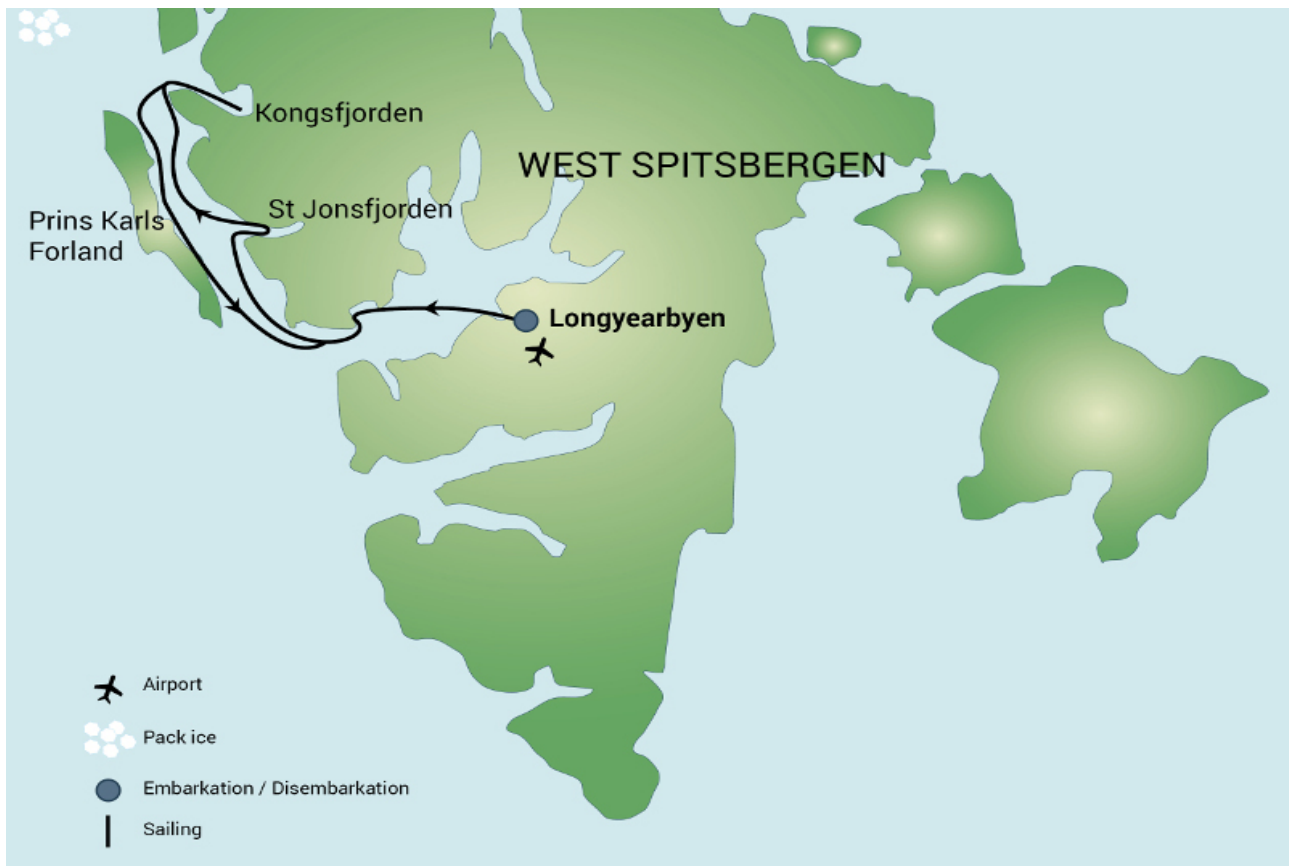 Kongsfjorden
WEST SPITSBERGEN
St Jonsfjorden
Prins Karls
Forland
Longyearbyen
Airport
Pack ice
Embarkation / Disembarkation
Sailing